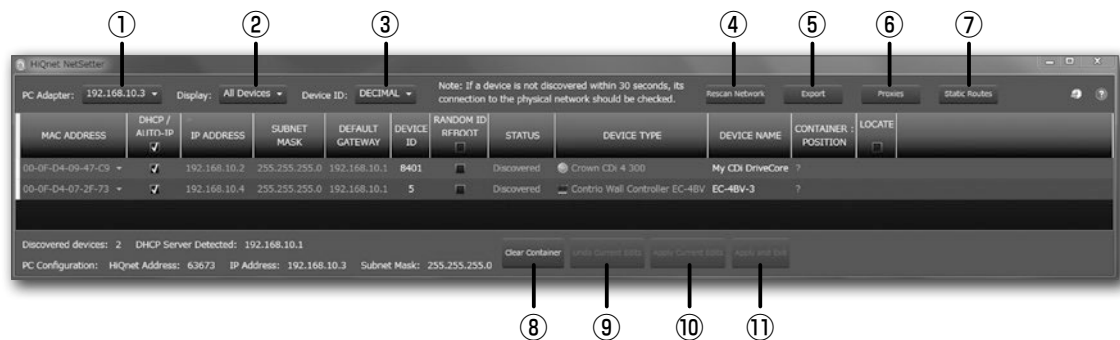 ① ② ③ ④ ⑤ ⑥ ⑦
HiQnet NetSetter
PC Adapter: 192.168.10.3 Display: All Devices Device ID: DECIMAL Note: If a device is not discovered within 30 seconds, its connection to the physical network should be checked. Rescan Network Export Proxies Static Routes
MAC ADDRESS DHCP / AUTO-IP IP ADDRESS SUBNET MASK DEFAULT GATEWAY DEVICE ID RANDOM ID REBOOT STATUS DEVICE TYPE DEVICE NAME CONTAINER : POSITION LOCATE
00-0F-D4-09-47-C9 192.168.10.2 255.255.255.0 192.168.10.1 8401 Discovered Crown CDi 4 300 My CDi DriveCore ?
00-0F-D4-07-2F-73 192.168.10.4 255.255.255.0 192.168.10.1 5 Discovered Contrio Wall Controller EC-4BV EC-4BV-3 ?
Discovered devices: 2 DHCP Server Detected: 192.168.10.1
Clear Container Undo Current Edits Apply Current Edits Apply and Exit
PC Configuration: HiQnet Address: 63673 IP Address: 192.168.10.3 Subnet Mask: 255.255.255.0
⑧ ⑨ ⑩ ⑪